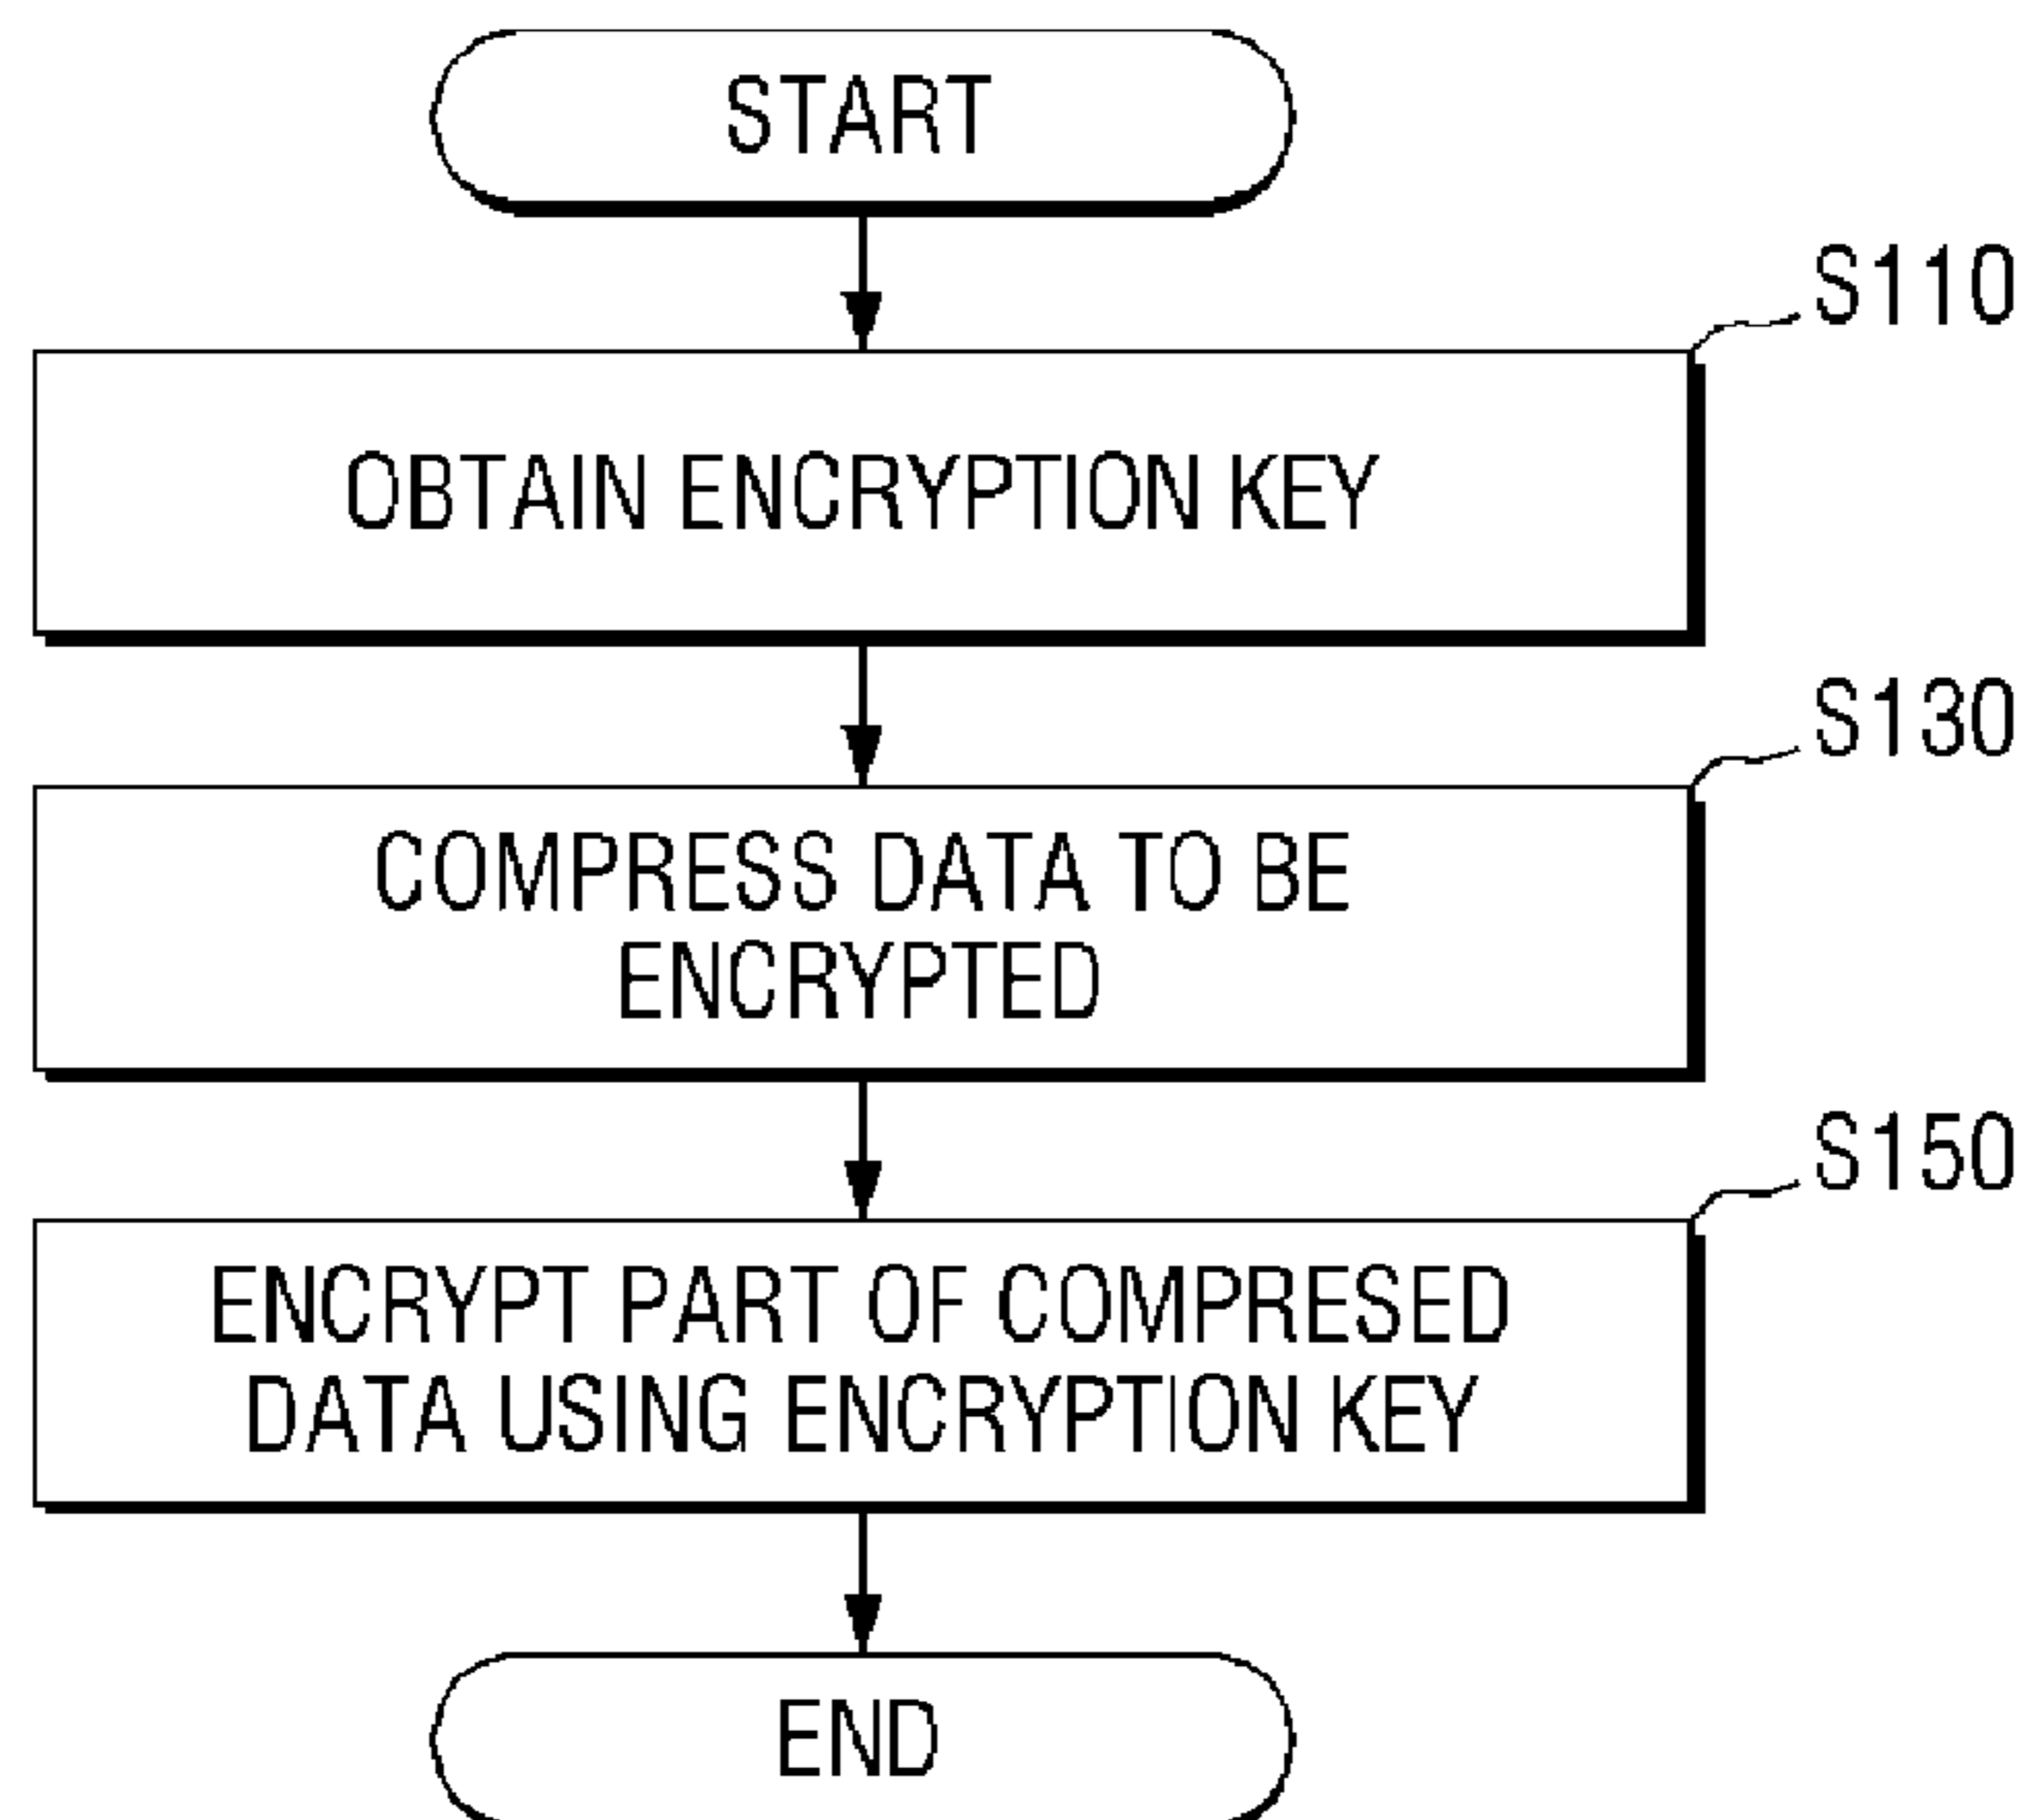 START
S110
OBTAIN ENCRYPTION KEY
S130
COMPRESS DATA TO BE
ENCRYPTED
S150
ENCRYPT PART OF COMPRESED
DATA USING ENCRYPTION KEY
END